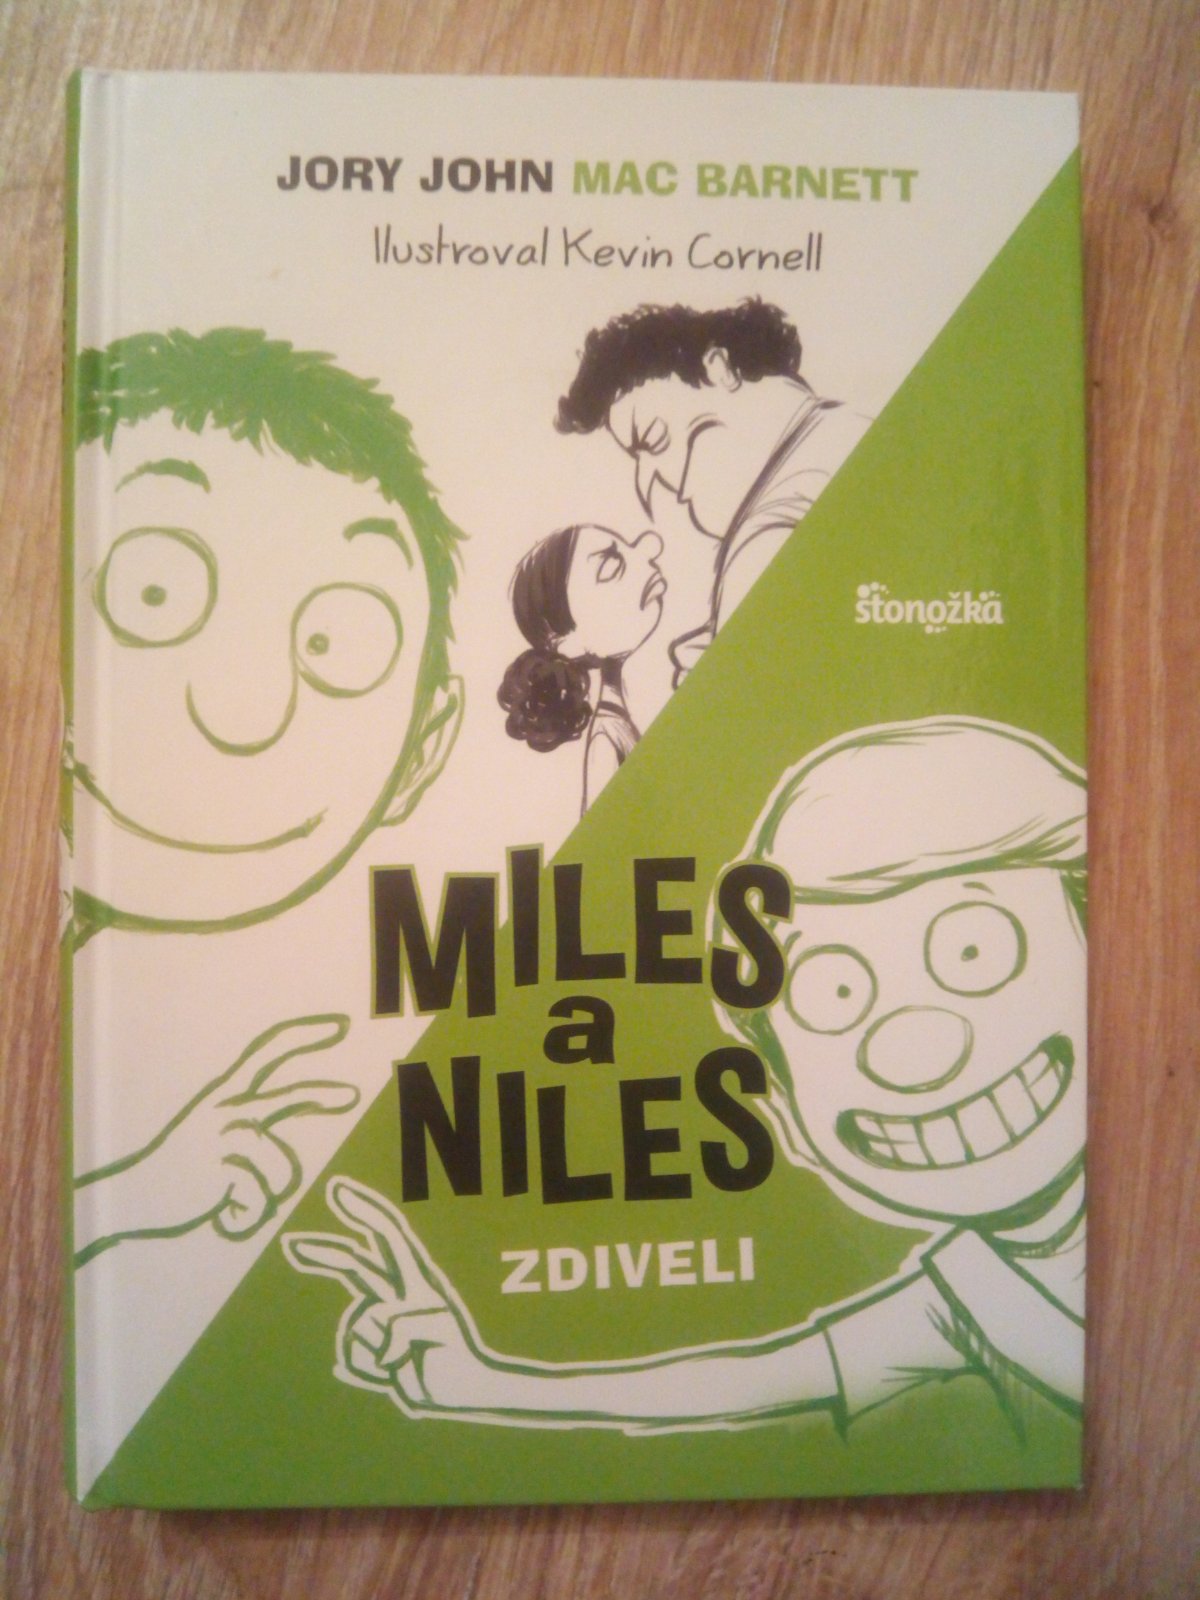 JORY JOHN MAC BARNETT
Ilustroval Kevin Cornell
stonožka
MILES
a
NILES
ZDIVELI